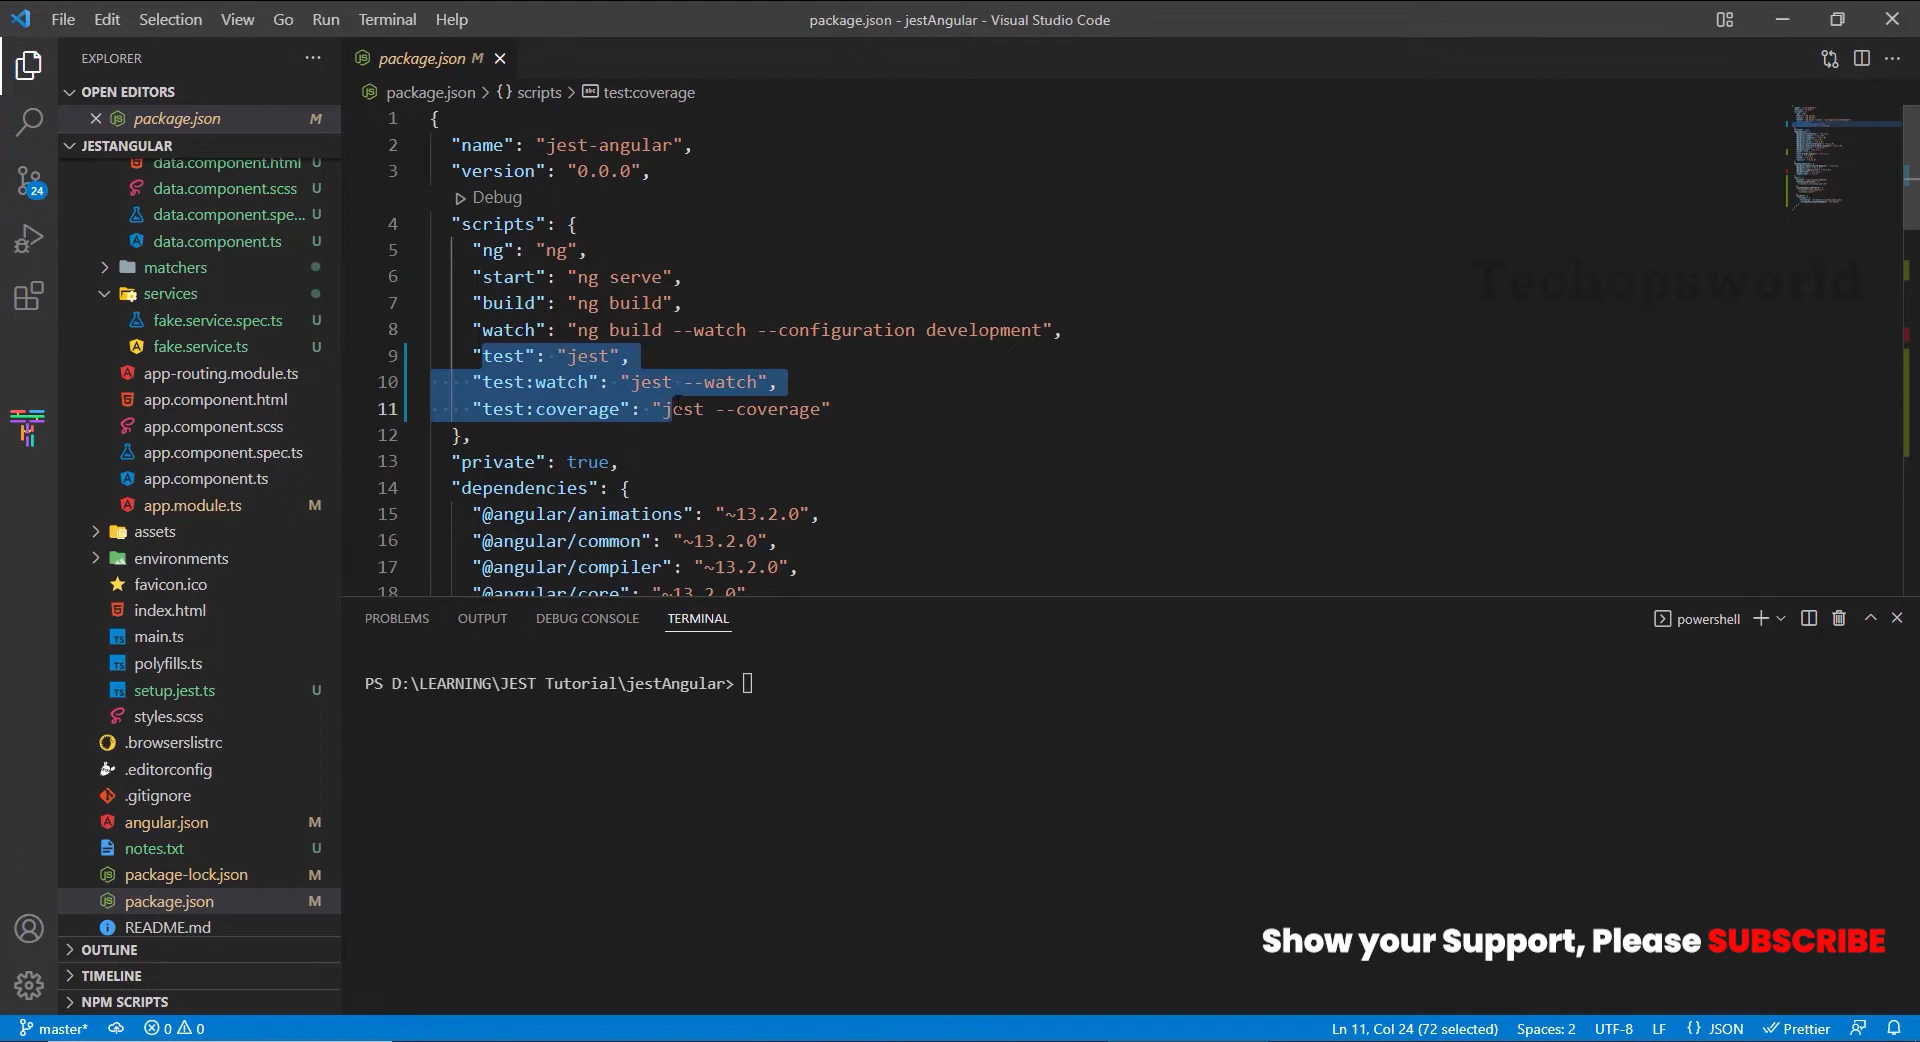 File Edit Selection View Go Run Terminal Help
package.json - jestAngular - Visual Studio Code
EXPLORER
OPEN EDITORS
package.json M
JESTANGULAR
data.component.html U
data.component.scss U
data.component.spe... U
data.component.ts U
matchers
services
fake.service.spec.ts U
fake.service.ts U
app-routing.module.ts
app.component.html
app.component.scss
app.component.spec.ts
app.component.ts
app.module.ts M
assets
environments
favicon.ico
index.html
main.ts
polyfills.ts
setup.jest.ts U
styles.scss
.browserslistrc
.editorconfig
.gitignore
angular.json M
notes.txt U
package-lock.json M
package.json M
README.md
OUTLINE
TIMELINE
NPM SCRIPTS
24
package.json M
package.json > {} scripts > test:coverage
1 {
2 "name": "jest-angular",
3 "version": "0.0.0",
Debug
4 "scripts": {
5 "ng": "ng",
6 "start": "ng serve",
7 "build": "ng build",
8 "watch": "ng build --watch --configuration development",
9 "test": "jest",
10 "test:watch": "jest --watch",
11 "test:coverage": "jest --coverage"
12 },
13 "private": true,
14 "dependencies": {
15 "@angular/animations": "~13.2.0",
16 "@angular/common": "~13.2.0",
17 "@angular/compiler": "~13.2.0",
18 "@angular/core": "~13.2.0"
Techopsworld
PROBLEMS OUTPUT DEBUG CONSOLE TERMINAL
powershell
PS D:\LEARNING\JEST Tutorial\jestAngular>
Show your Support, Please SUBSCRIBE
master* 0 0
Ln 11, Col 24 (72 selected) Spaces: 2 UTF-8 LF {} JSON Prettier